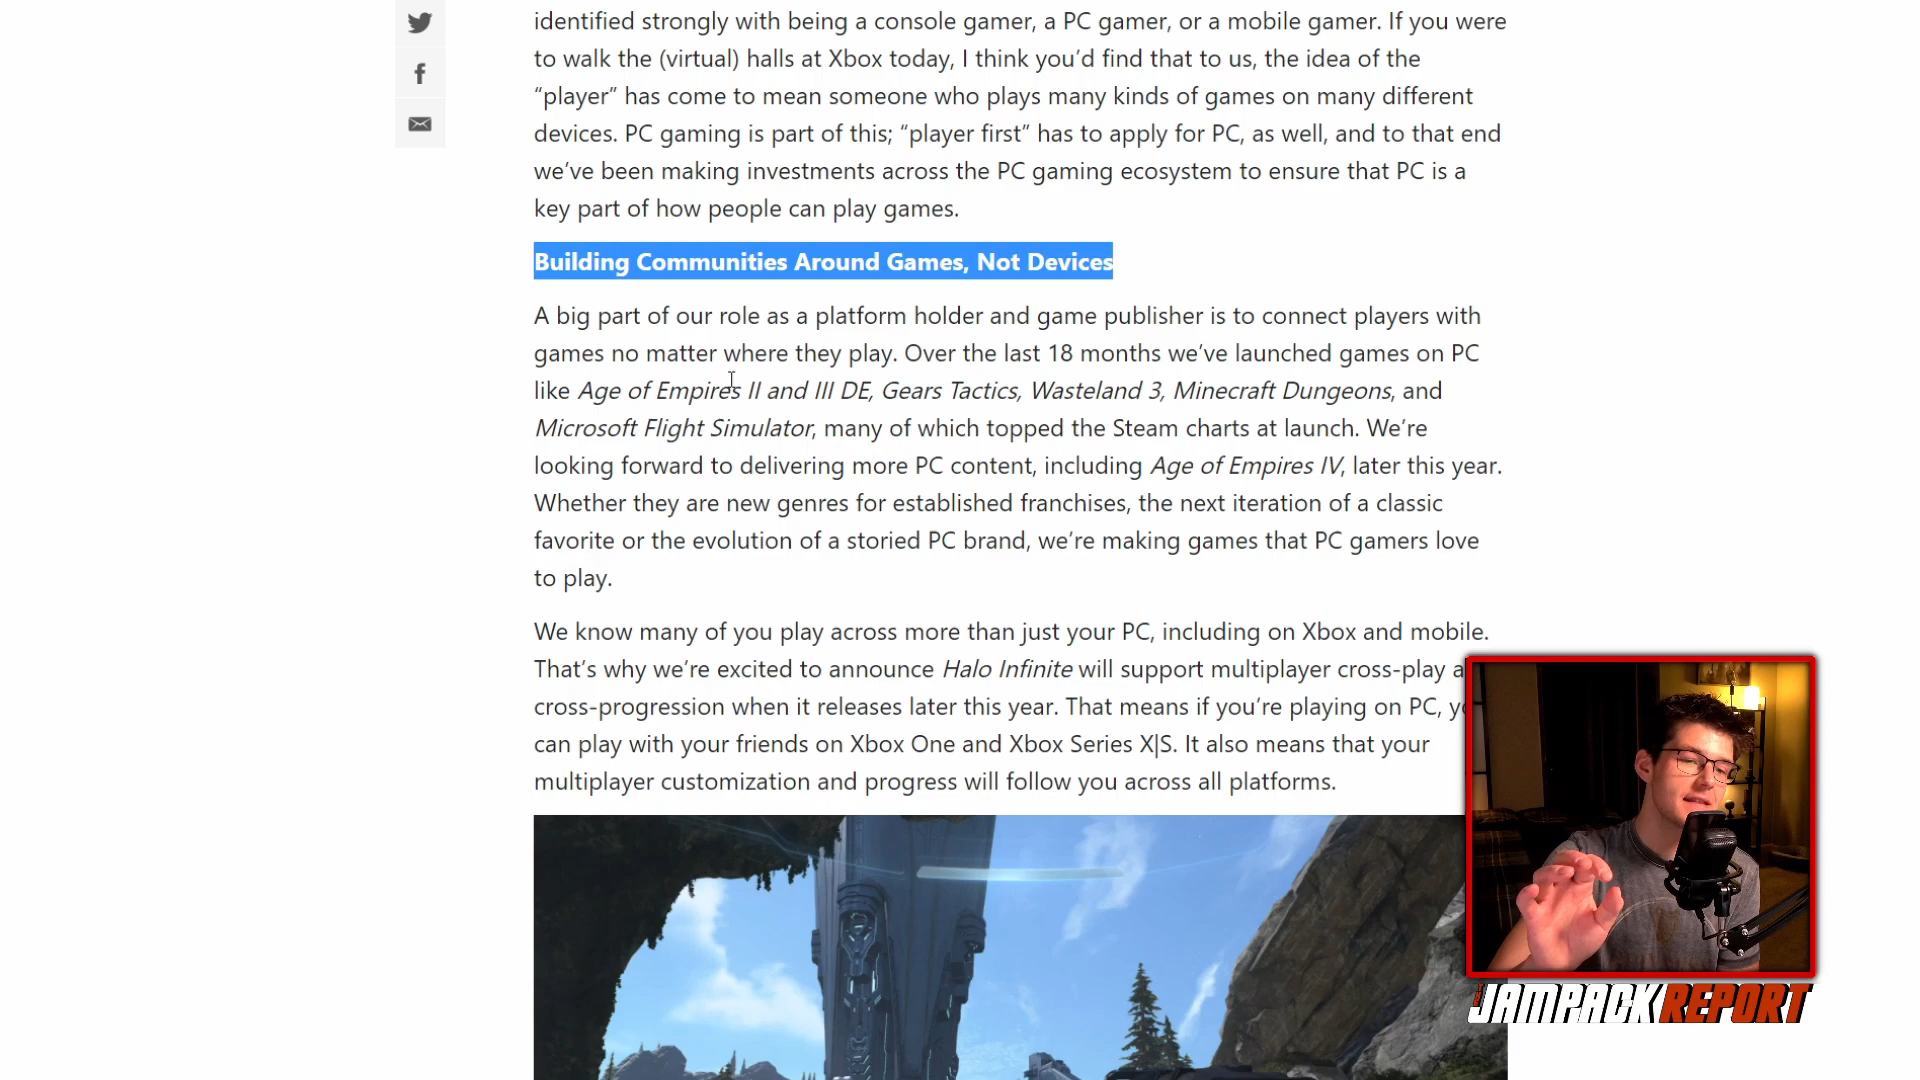 identified strongly with being a console gamer, a PC gamer, or a mobile gamer. If you were
to walk the (virtual) halls at Xbox today, I think you’d find that to us, the idea of the
“player” has come to mean someone who plays many kinds of games on many different
devices. PC gaming is part of this; “player first” has to apply for PC, as well, and to that end
we’ve been making investments across the PC gaming ecosystem to ensure that PC is a
key part of how people can play games.
Building Communities Around Games, Not Devices
A big part of our role as a platform holder and game publisher is to connect players with
games no matter where they play. Over the last 18 months we’ve launched games on PC
like Age of Empires II and III DE, Gears Tactics, Wasteland 3, Minecraft Dungeons, and
Microsoft Flight Simulator, many of which topped the Steam charts at launch. We’re
looking forward to delivering more PC content, including Age of Empires IV, later this year.
Whether they are new genres for established franchises, the next iteration of a classic
favorite or the evolution of a storied PC brand, we’re making games that PC gamers love
to play.
We know many of you play across more than just your PC, including on Xbox and mobile.
That’s why we’re excited to announce Halo Infinite will support multiplayer cross-play
cross-progression when it releases later this year. That means if you’re playing on PC,
can play with your friends on Xbox One and Xbox Series X|S. It also means that your
multiplayer customization and progress will follow you across all platforms.
JAMPACK REPORT